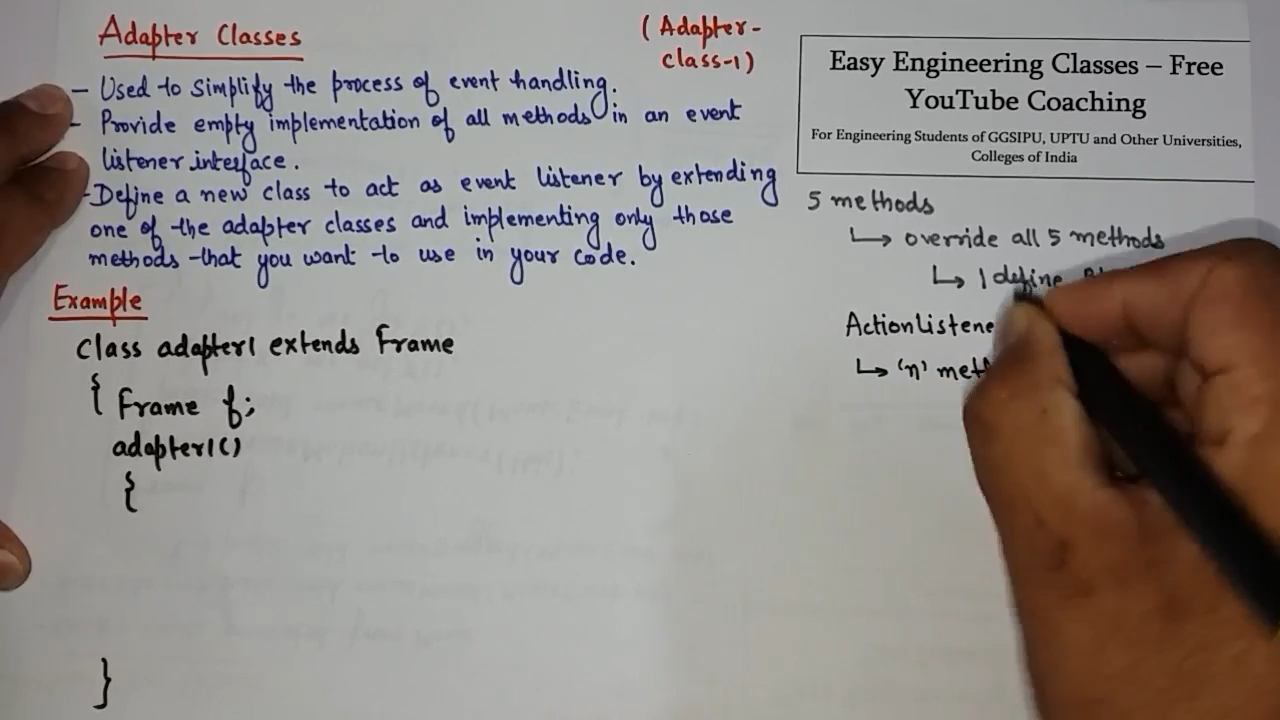 Adapter Classes
(Adapter-
class-1)
- Used to simplify the process of event handling.
- Provide empty implementation of all methods in an event
listener interface.
- Define a new class to act as event listener by extending
one of the adapter classes and implementing only those
methods that you want to use in your code.
Example
class adapter1 extends Frame
{ Frame f;
adapter1()
{
}
Easy Engineering Classes – Free
YouTube Coaching
For Engineering Students of GGSIPU, UPTU and Other Universities,
Colleges of India
5 methods
↳ override all 5 methods
↳ 1 define
ActionListene
↳ 'n' meth